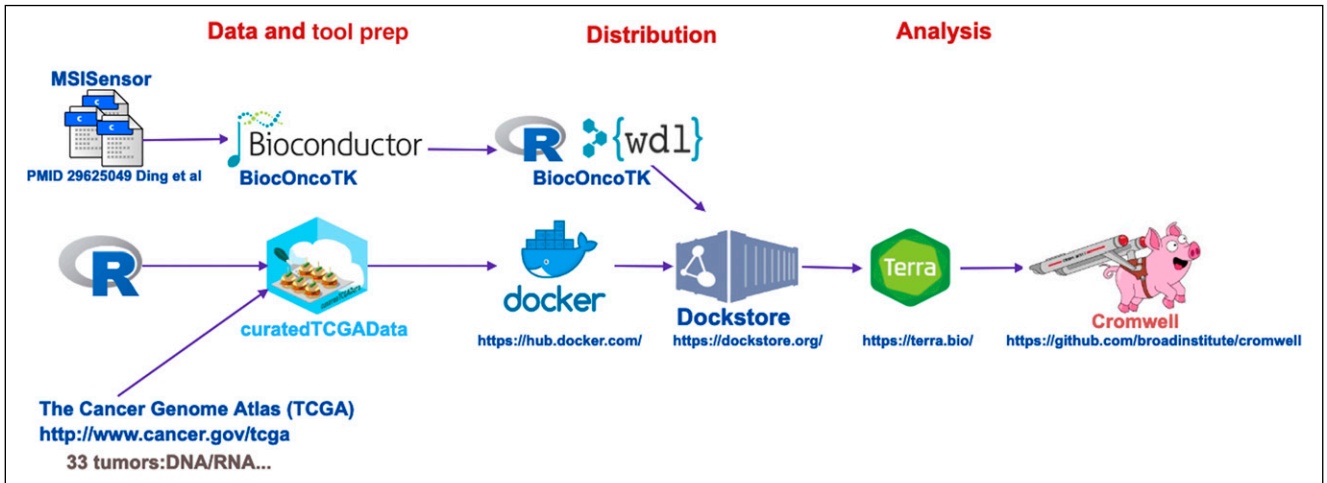 Data and tool prep
Distribution
Analysis
MSISensor
C
C
C
PMID 29625049 Ding et al
Bioconductor
BiocOncoTK
R
{wdl}
BiocOncoTK
R
curatedTCGAData
curatedTCGAData
docker
https://hub.docker.com/
Dockstore
https://dockstore.org/
Terra
https://terra.bio/
Cromwell
https://github.com/broadinstitute/cromwell
The Cancer Genome Atlas (TCGA)
http://www.cancer.gov/tcga
33 tumors:DNA/RNA...